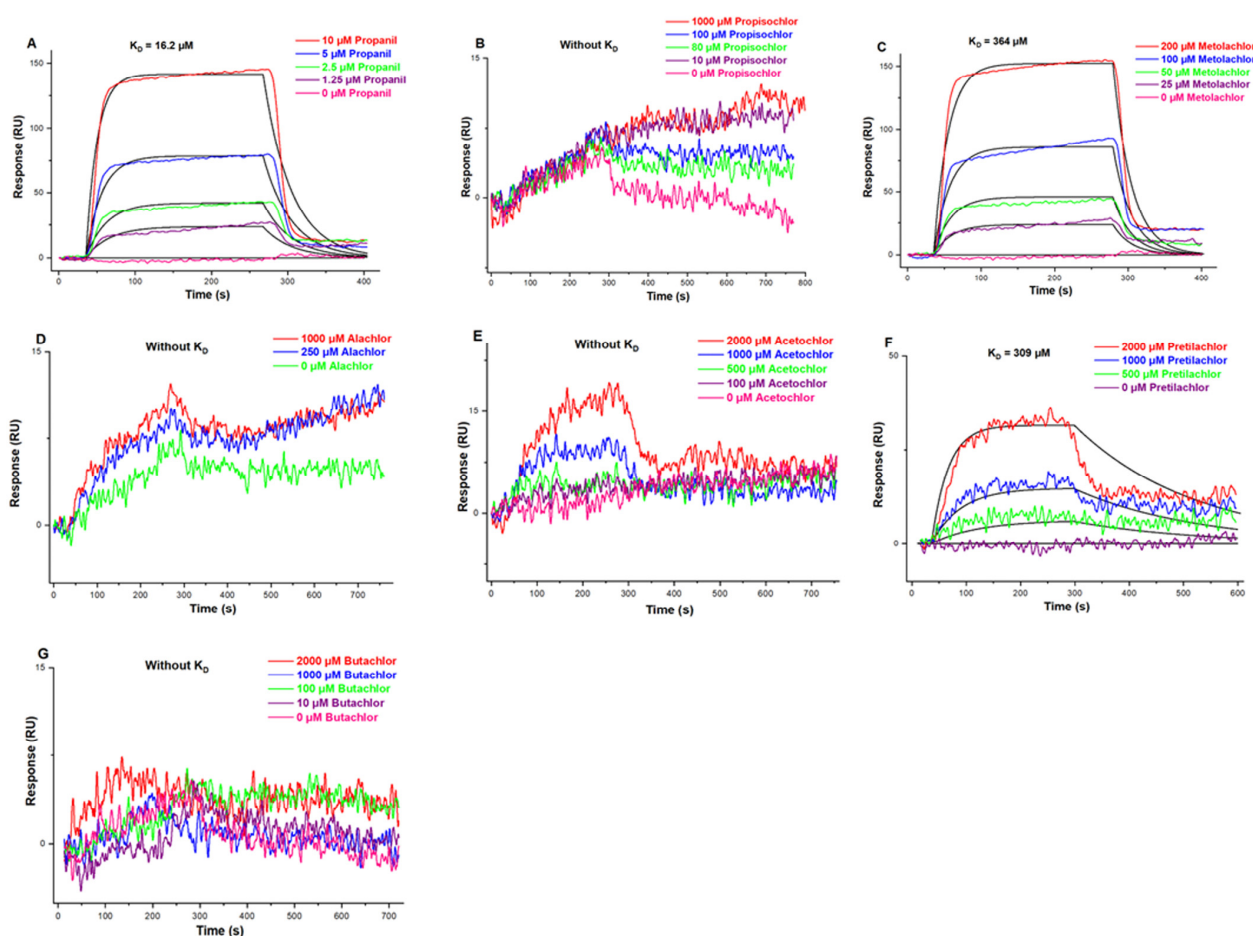 A
K_D = 16.2 µM
10 µM Propanil
5 µM Propanil
2.5 µM Propanil
1.25 µM Propanil
0 µM Propanil
150
100
50
0
Response (RU)
0 100 200 300 400
Time (s)
B
Without K_D
1000 µM Propisochlor
100 µM Propisochlor
80 µM Propisochlor
10 µM Propisochlor
0 µM Propisochlor
15
0
Response (RU)
0 100 200 300 400 500 600 700 800
Time (s)
C
K_D = 364 µM
200 µM Metolachlor
100 µM Metolachlor
50 µM Metolachlor
25 µM Metolachlor
0 µM Metolachlor
150
100
50
0
Response (RU)
0 100 200 300 400
Time (s)
D
Without K_D
1000 µM Alachlor
250 µM Alachlor
0 µM Alachlor
15
0
Response (RU)
0 100 200 300 400 500 600 700
Time (s)
E
Without K_D
2000 µM Acetochlor
1000 µM Acetochlor
500 µM Acetochlor
100 µM Acetochlor
0 µM Acetochlor
15
0
Response (RU)
0 100 200 300 400 500 600 700
Time (s)
F
K_D = 309 µM
2000 µM Pretilachlor
1000 µM Pretilachlor
500 µM Pretilachlor
0 µM Pretilachlor
50
0
Response (RU)
0 100 200 300 400 500 600
Time (s)
G
Without K_D
2000 µM Butachlor
1000 µM Butachlor
100 µM Butachlor
10 µM Butachlor
0 µM Butachlor
15
0
Response (RU)
0 100 200 300 400 500 600 700
Time (s)